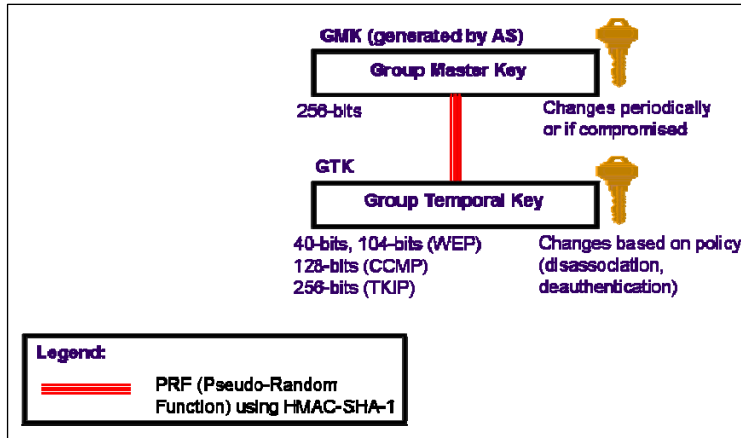 GMK (generated by AS)
Group Master Key
256-bits
Changes periodically
or if compromised
GTK
Group Temporal Key
40-bits, 104-bits (WEP)
128-bits (CCMP)
256-bits (TKIP)
Changes based on policy
(disassociation,
deauthentication)
Legend:
PRF (Pseudo-Random
Function) using HMAC-SHA-1